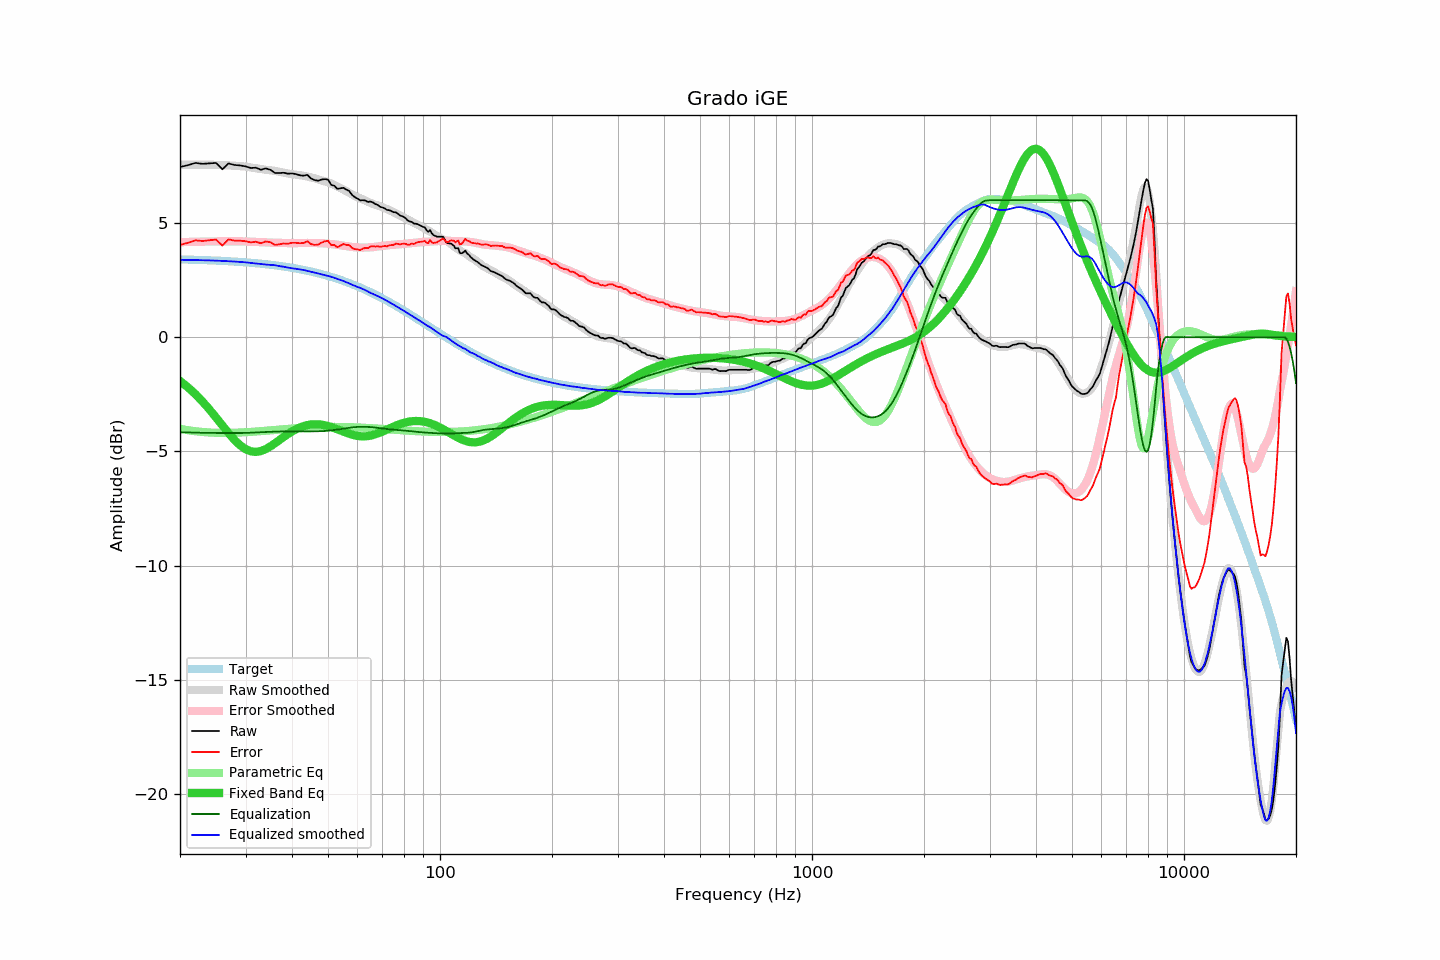 Grado iGE
Amplitude (dBr)
5
0
−5
−10
−15
−20
Target
Raw Smoothed
Error Smoothed
Raw
Error
Parametric Eq
Fixed Band Eq
Equalization
Equalized smoothed
100 1000 10000
Frequency (Hz)